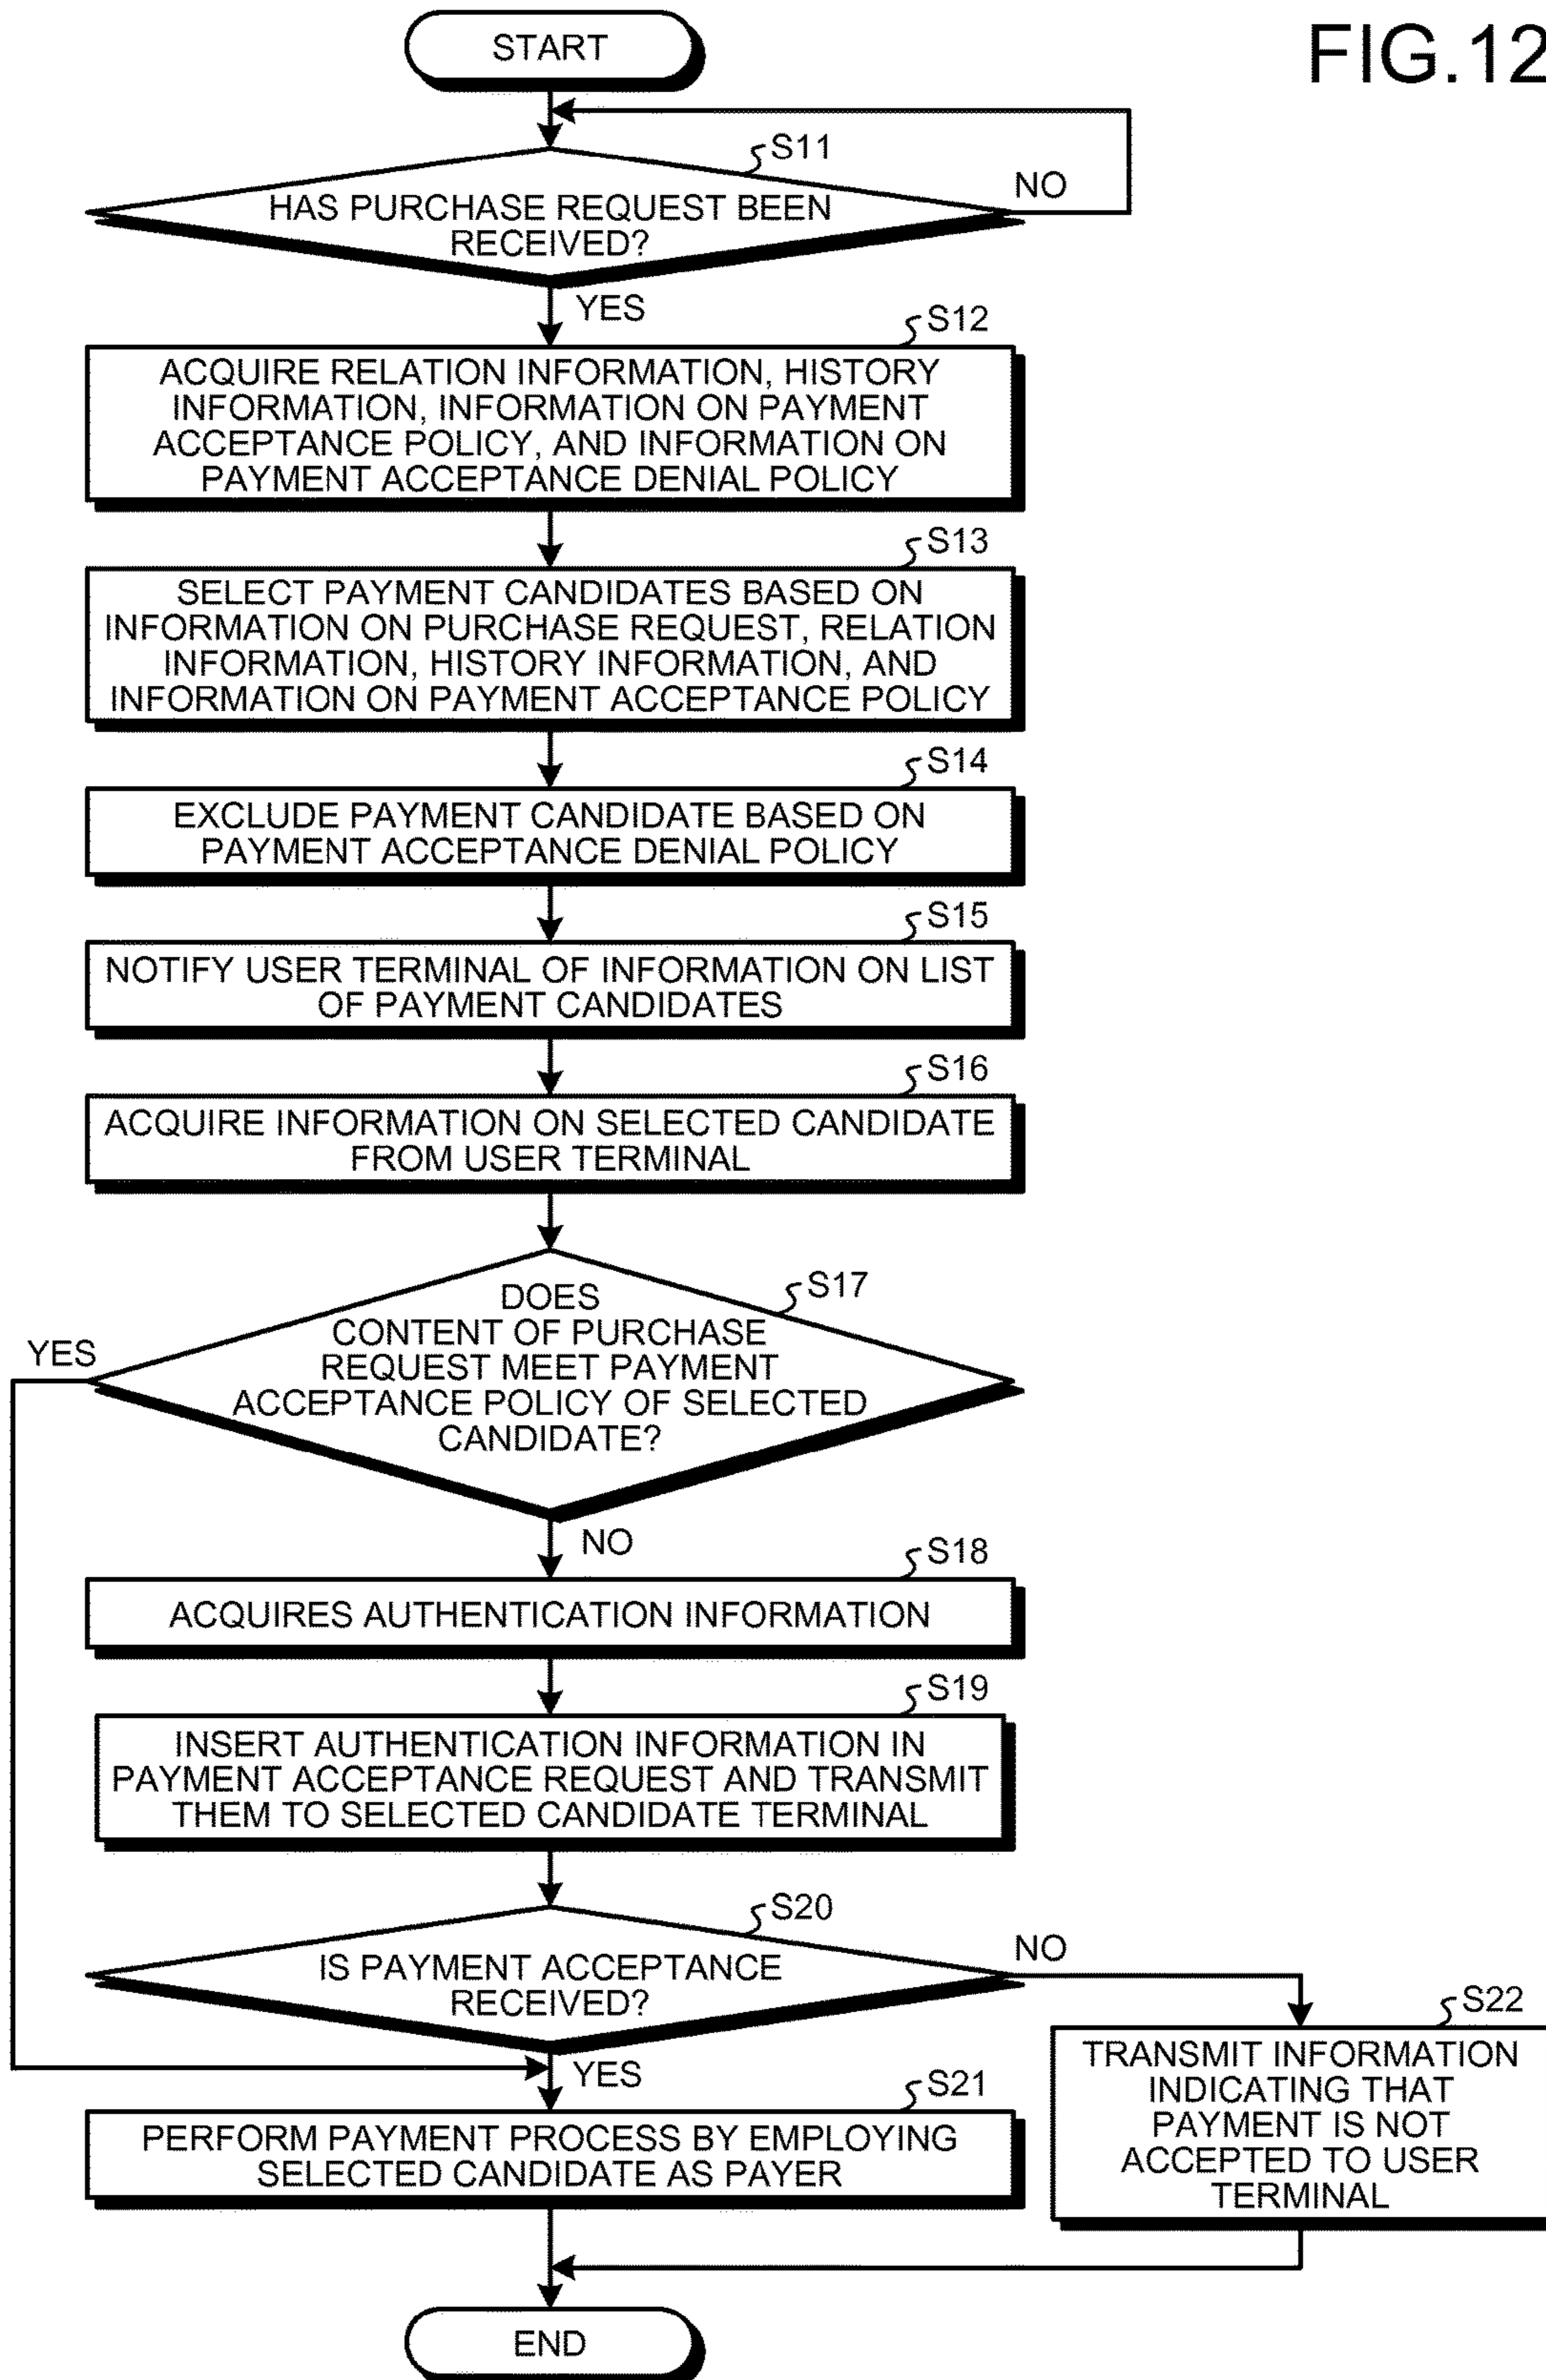 FIG.12
START
S11
HAS PURCHASE REQUEST BEEN
RECEIVED?
NO
YES
S12
ACQUIRE RELATION INFORMATION, HISTORY
INFORMATION, INFORMATION ON PAYMENT
ACCEPTANCE POLICY, AND INFORMATION ON
PAYMENT ACCEPTANCE DENIAL POLICY
S13
SELECT PAYMENT CANDIDATES BASED ON
INFORMATION ON PURCHASE REQUEST, RELATION
INFORMATION, HISTORY INFORMATION, AND
INFORMATION ON PAYMENT ACCEPTANCE POLICY
S14
EXCLUDE PAYMENT CANDIDATE BASED ON
PAYMENT ACCEPTANCE DENIAL POLICY
S15
NOTIFY USER TERMINAL OF INFORMATION ON LIST
OF PAYMENT CANDIDATES
S16
ACQUIRE INFORMATION ON SELECTED CANDIDATE
FROM USER TERMINAL
S17
DOES
CONTENT OF PURCHASE
REQUEST MEET PAYMENT
ACCEPTANCE POLICY OF SELECTED
CANDIDATE?
YES
NO
S18
ACQUIRES AUTHENTICATION INFORMATION
S19
INSERT AUTHENTICATION INFORMATION IN
PAYMENT ACCEPTANCE REQUEST AND TRANSMIT
THEM TO SELECTED CANDIDATE TERMINAL
S20
IS PAYMENT ACCEPTANCE
RECEIVED?
NO
YES
S21
PERFORM PAYMENT PROCESS BY EMPLOYING
SELECTED CANDIDATE AS PAYER
S22
TRANSMIT INFORMATION
INDICATING THAT
PAYMENT IS NOT
ACCEPTED TO USER
TERMINAL
END